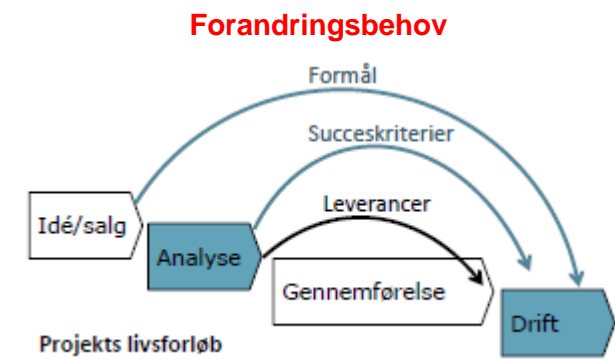 Forandringsbehov
Formål
Succeskriterier
Leverancer
Idé/salg
Analyse
Gennemførelse
Drift
Projekts livsforløb